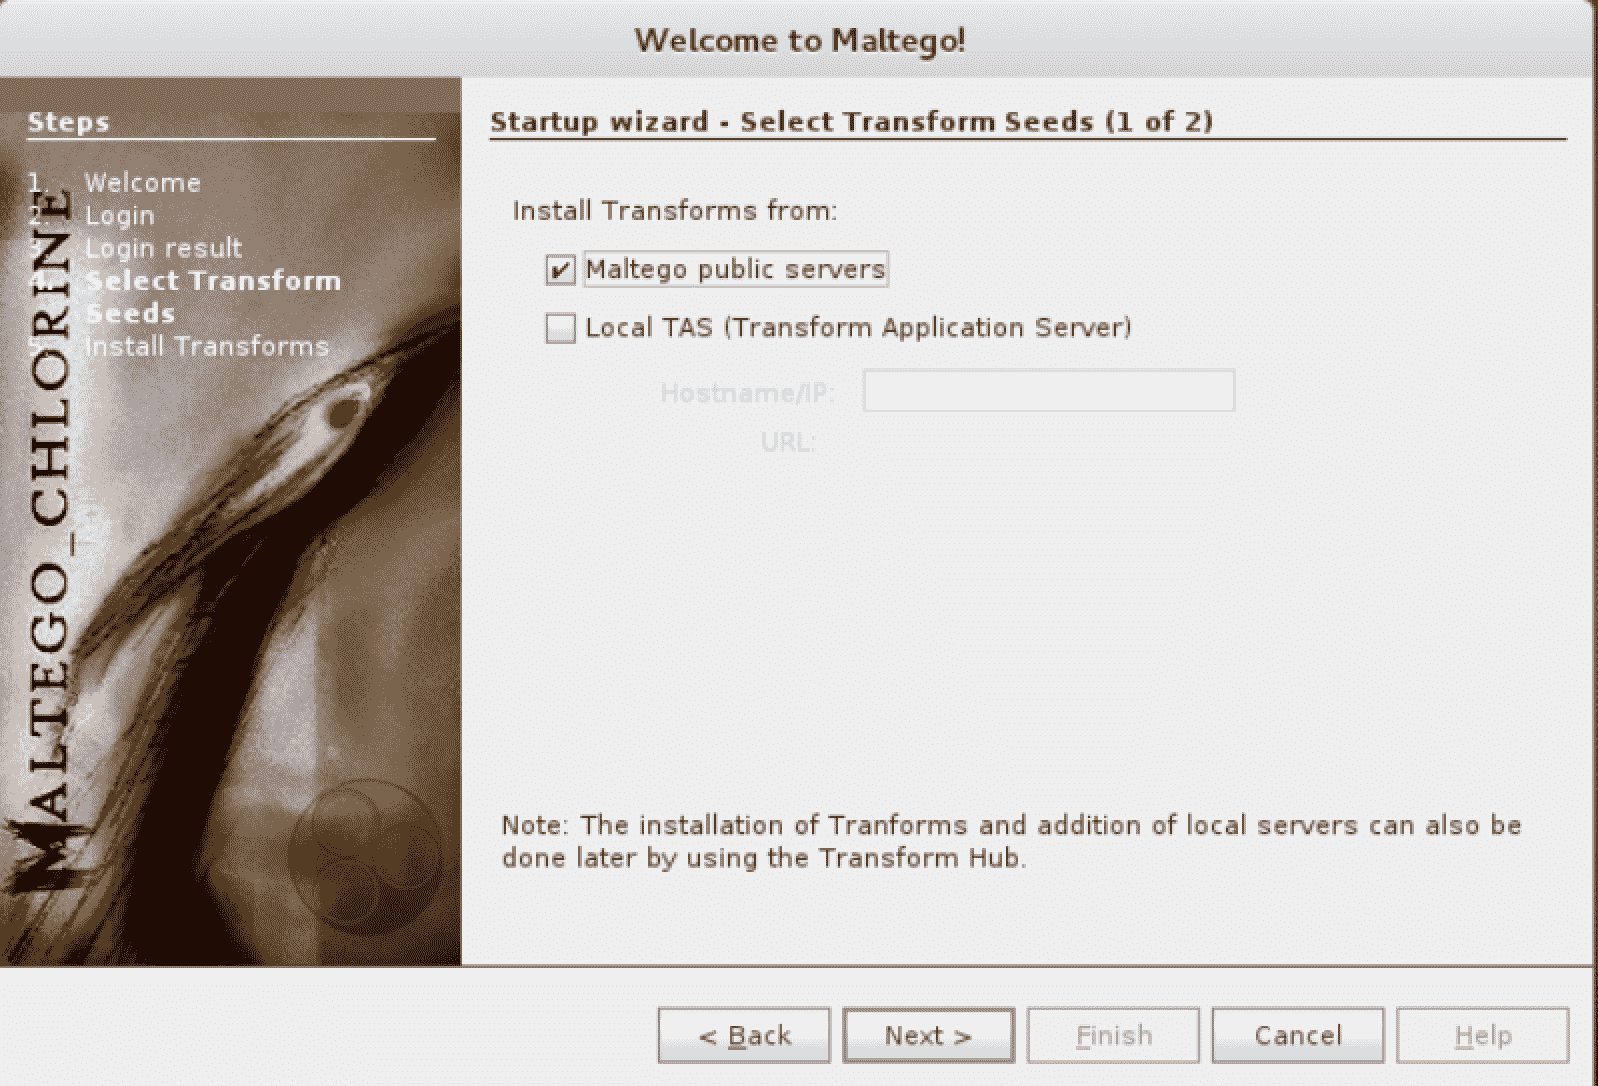 Welcome to Maltego!
Steps
1. Welcome
2. Login
3. Login result
4. Select Transform
Seeds
5. Install Transforms
MALTEGO_CHLORINE
Startup wizard - Select Transform Seeds (1 of 2)
Install Transforms from:
Maltego public servers
Local TAS (Transform Application Server)
Hostname/IP:
URL:
Note: The installation of Tranforms and addition of local servers can also be
done later by using the Transform Hub.
< Back
Next >
Finish
Cancel
Help